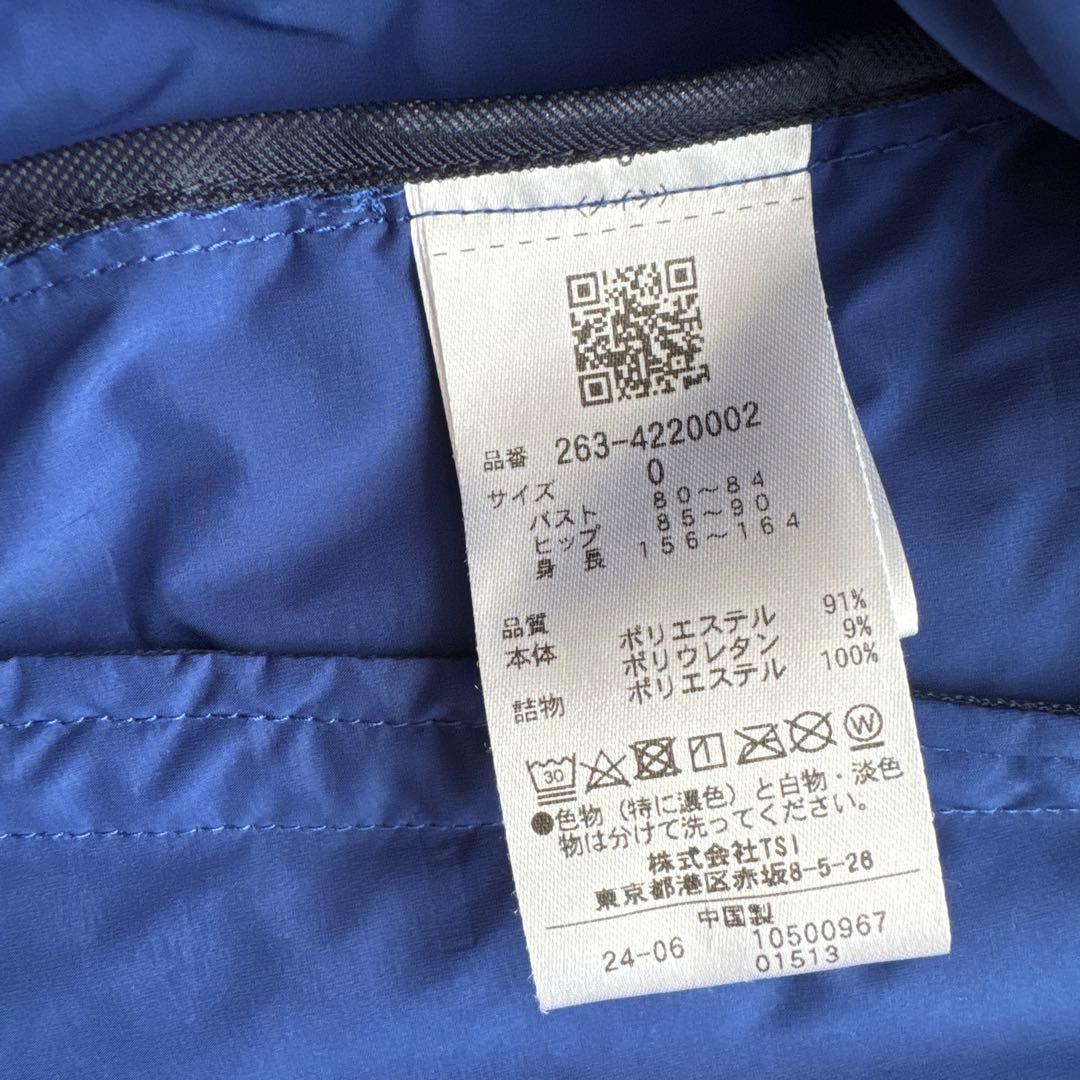 〈メイン〉
品番 263-4220002
サイズ 0
バスト 80～84
ヒップ 85～90
身長 156～164
品質
本体 ポリエステル 91%
ポリウレタン 9%
詰物 ポリエステル 100%
30
W
●色物（特に濃色）と白物・淡色
物は分けて洗ってください。
株式会社TSI
東京都港区赤坂8-5-28
中国製
24-06 10500967
01513